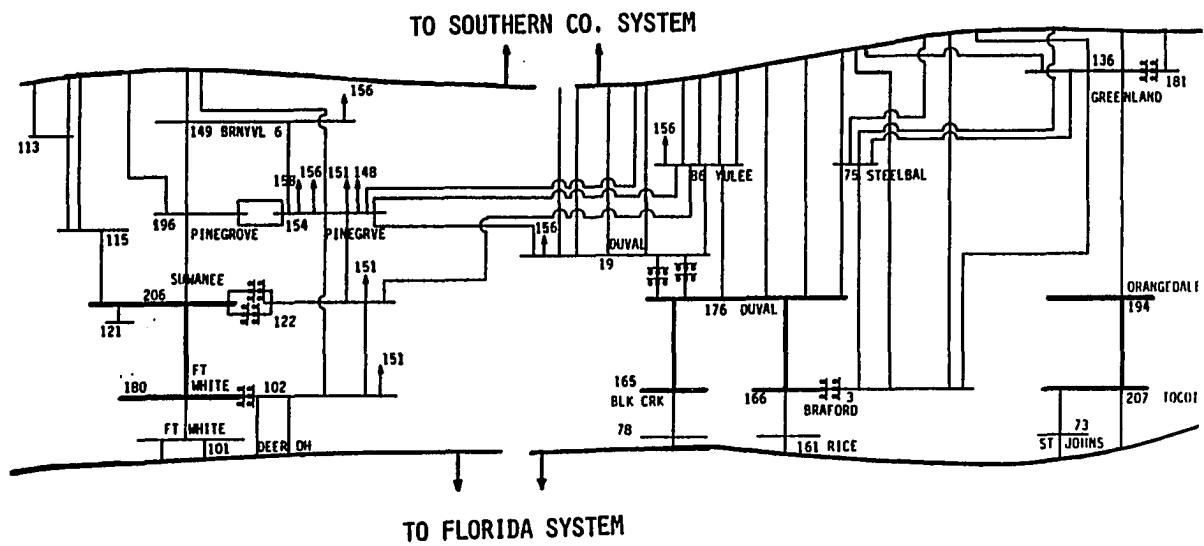 TO SOUTHERN CO. SYSTEM
136
181
GREENLAND
156
149 BRNYVL 6
113
156
86 YULEE
75 STEELBAL
158 156 151 148
196
154
PINEGROVE
PINEGRVE
115
156
DUVAL
19
SUWANEE
151
206
122
121
176 DUVAL
ORANGEDALE
194
FT
WHITE
151
180
102
165
BLK CRK
166
3
BRAFORD
207
TOCOI
FT WHITE
101
DEER OH
78
161 RICE
73
ST JOHNS
TO FLORIDA SYSTEM